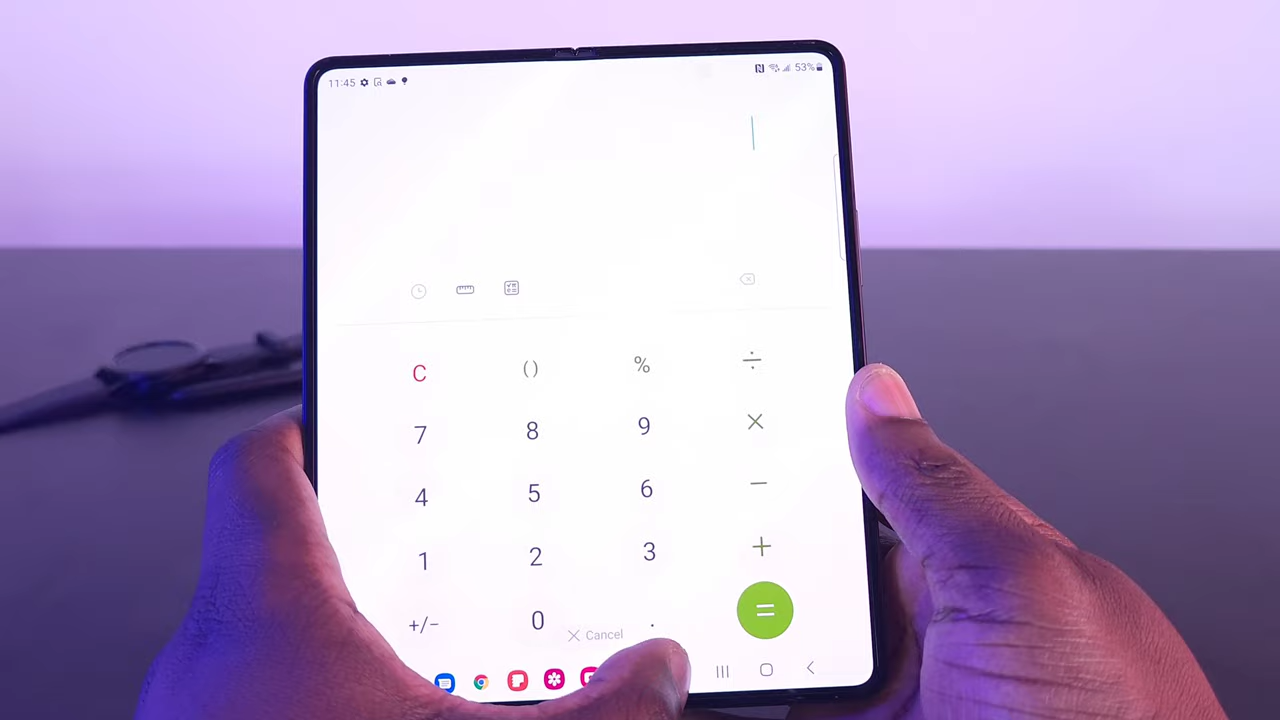 11:45 53%
C () % ÷
7 8 9 ×
4 5 6 −
1 2 3 +
+/− 0 . =
× Cancel